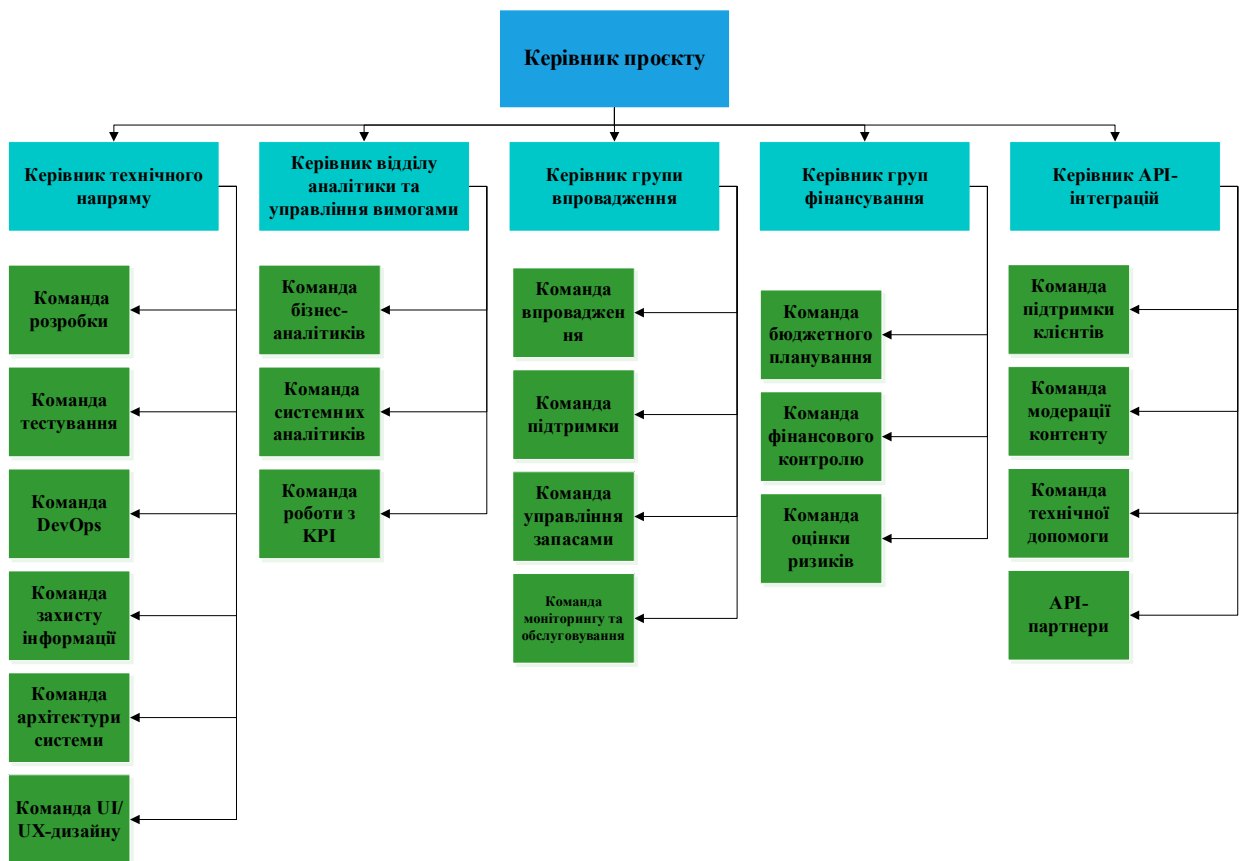 Керівник проєкту
Керівник технічного
напряму
Керівник відділу
аналітики та
управління вимогами
Керівник групи
впровадження
Керівник груп
фінансування
Керівник API-
інтеграцій
Команда
розробки
Команда
тестування
Команда
DevOps
Команда
захисту
інформації
Команда
архітектури
системи
Команда UI/
UX-дизайну
Команда
бізнес-
аналітиків
Команда
системних
аналітиків
Команда
роботи з
KPI
Команда
впроваджен
ня
Команда
підтримки
Команда
управління
запасами
Команда
моніторингу та
обслуговування
Команда
бюджетного
планування
Команда
фінансового
контролю
Команда
оцінки
ризиків
Команда
підтримки
клієнтів
Команда
модерації
контенту
Команда
технічної
допомоги
API-
партнери